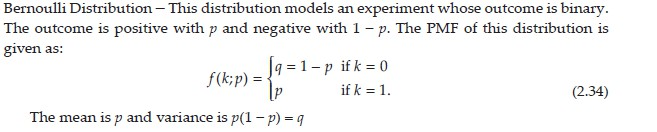 Bernoulli Distribution – This distribution models an experiment whose outcome is binary.
The outcome is positive with p and negative with 1 – p. The PMF of this distribution is
given as:
f(k;p) = { q = 1 – p if k = 0
p if k = 1. (2.34)
The mean is p and variance is p(1 – p) = q